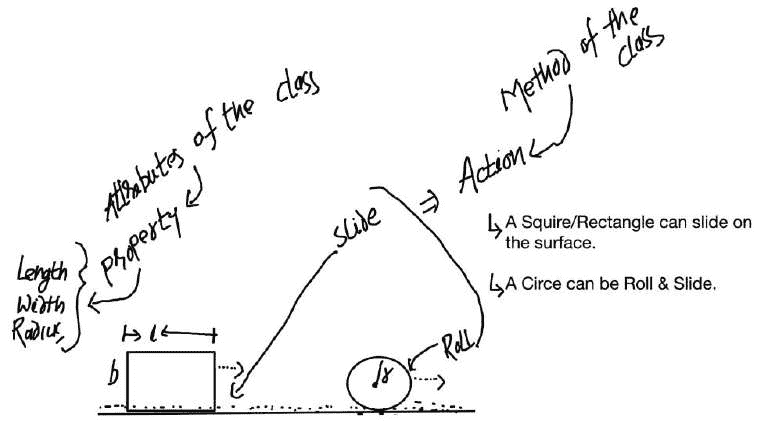 Attributes of the class
property
Length
Width
Radius
l
b
Slide
Roll
r
Method of the class
Action
A Squire/Rectangle can slide on
the surface.
A Circe can be Roll & Slide.